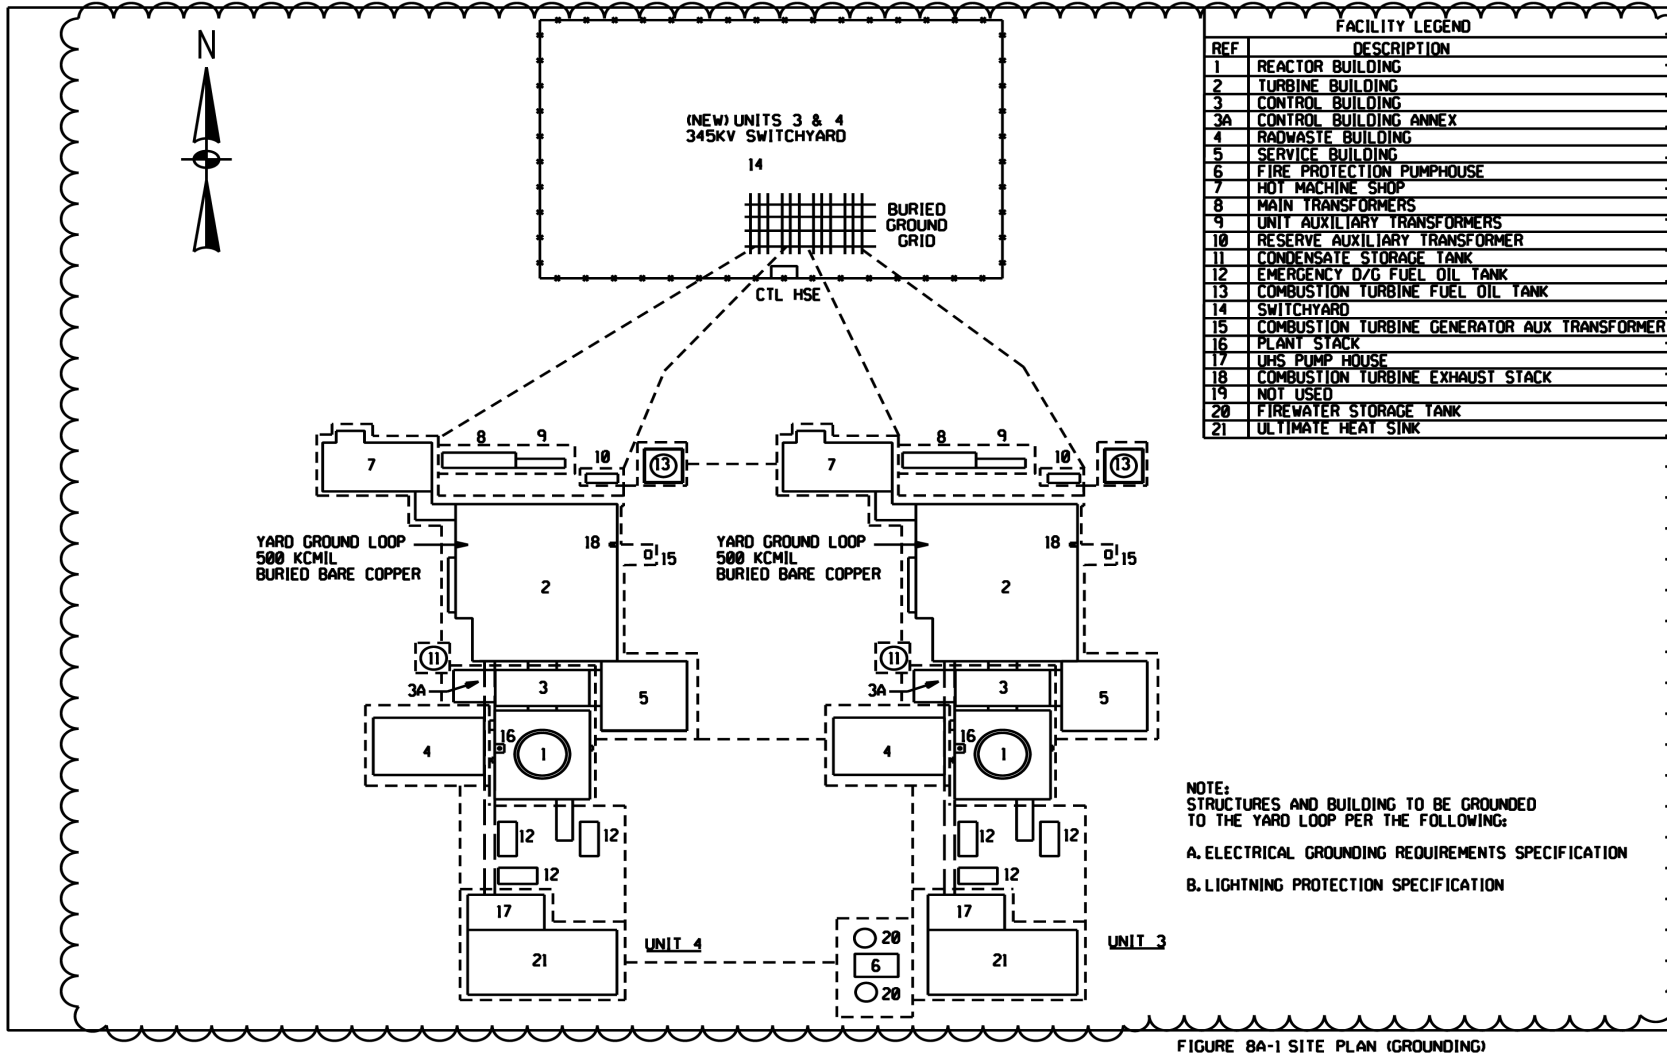 N
(NEW) UNITS 3 & 4
345KV SWITCHYARD
14
BURIED
GROUND
GRID
CTL HSE
FACILITY LEGEND
REF DESCRIPTION
1 REACTOR BUILDING
2 TURBINE BUILDING
3 CONTROL BUILDING
3A CONTROL BUILDING ANNEX
4 RADWASTE BUILDING
5 SERVICE BUILDING
6 FIRE PROTECTION PUMPHOUSE
7 HOT MACHINE SHOP
8 MAIN TRANSFORMERS
9 UNIT AUXILIARY TRANSFORMERS
10 RESERVE AUXILIARY TRANSFORMER
11 CONDENSATE STORAGE TANK
12 EMERGENCY D/G FUEL OIL TANK
13 COMBUSTION TURBINE FUEL OIL TANK
14 SWITCHYARD
15 COMBUSTION TURBINE GENERATOR AUX TRANSFORMER
16 PLANT STACK
17 UHS PUMP HOUSE
18 COMBUSTION TURBINE EXHAUST STACK
19 NOT USED
20 FIREWATER STORAGE TANK
21 ULTIMATE HEAT SINK
8 9
10
7
13
YARD GROUND LOOP
500 KCMIL
BURIED BARE COPPER
18
15
2
11
3A
3
5
4
16
1
12
12
12
17
21
UNIT 4
8 9
10
7
13
YARD GROUND LOOP
500 KCMIL
BURIED BARE COPPER
18
15
2
11
3A
3
5
4
16
1
12
12
12
17
21
20
6
20
UNIT 3
NOTE:
STRUCTURES AND BUILDING TO BE GROUNDED
TO THE YARD LOOP PER THE FOLLOWING:
A. ELECTRICAL GROUNDING REQUIREMENTS SPECIFICATION
B. LIGHTNING PROTECTION SPECIFICATION
FIGURE 8A-1 SITE PLAN (GROUNDING)